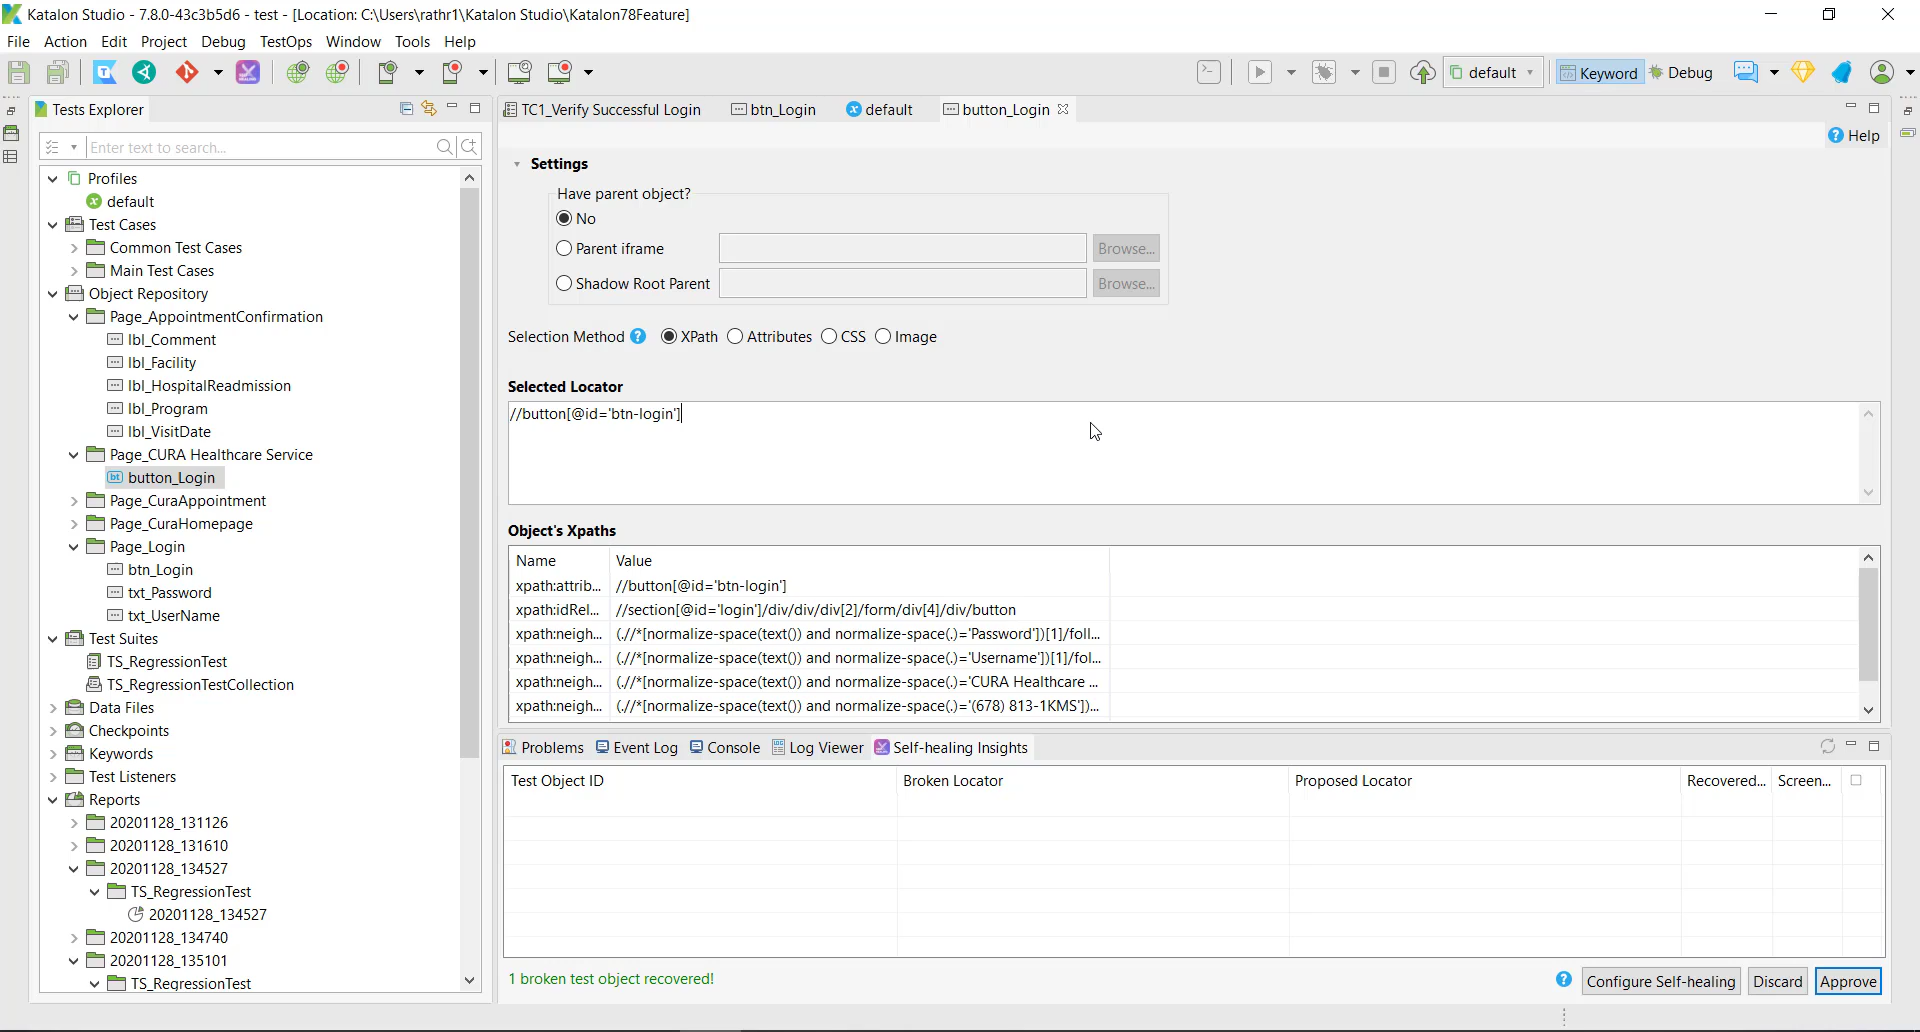 Katalon Studio - 7.8.0-43c3b5d6 - test - [Location: C:\Users\rathr1\Katalon Studio\Katalon78Feature]
File Action Edit Project Debug TestOps Window Tools Help
default Keyword Debug
Tests Explorer
Enter text to search...
Profiles
default
Test Cases
Common Test Cases
Main Test Cases
Object Repository
Page_AppointmentConfirmation
lbl_Comment
lbl_Facility
lbl_HospitalReadmission
lbl_Program
lbl_VisitDate
Page_CURA Healthcare Service
button_Login
Page_CuraAppointment
Page_CuraHomepage
Page_Login
btn_Login
txt_Password
txt_UserName
Test Suites
TS_RegressionTest
TS_RegressionTestCollection
Data Files
Checkpoints
Keywords
Test Listeners
Reports
20201128_131126
20201128_131610
20201128_134527
TS_RegressionTest
20201128_134527
20201128_134740
20201128_135101
TS_RegressionTest
TC1_Verify Successful Login btn_Login default button_Login
Help
Settings
Have parent object?
No
Parent iframe Browse...
Shadow Root Parent Browse...
Selection Method XPath Attributes CSS Image
Selected Locator
//button[@id='btn-login']
Object's Xpaths
Name Value
xpath:attrib... //button[@id='btn-login']
xpath:idRel... //section[@id='login']/div/div/div[2]/form/div[4]/div/button
xpath:neigh... (.//*[normalize-space(text()) and normalize-space(.)='Password'])[1]/foll...
xpath:neigh... (.//*[normalize-space(text()) and normalize-space(.)='Username'])[1]/fol...
xpath:neigh... (.//*[normalize-space(text()) and normalize-space(.)='CURA Healthcare ...
xpath:neigh... (.//*[normalize-space(text()) and normalize-space(.)='(678) 813-1KMS'])...
Problems Event Log Console Log Viewer Self-healing Insights
Test Object ID Broken Locator Proposed Locator Recovered... Screen...
1 broken test object recovered!
Configure Self-healing Discard Approve